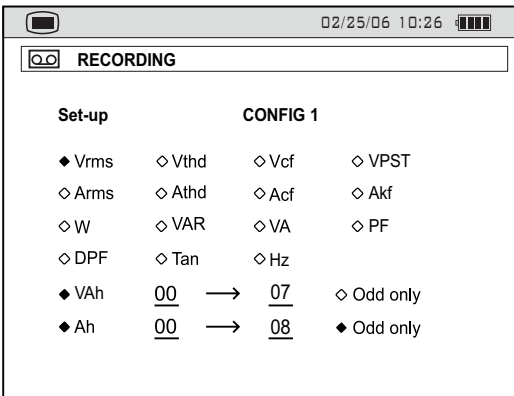 02/25/06 10:26
RECORDING
Set-up CONFIG 1
Vrms Vthd Vcf VPST
Arms Athd Acf Akf
W VAR VA PF
DPF Tan Hz
VAh 00 → 07 Odd only
Ah 00 → 08 Odd only